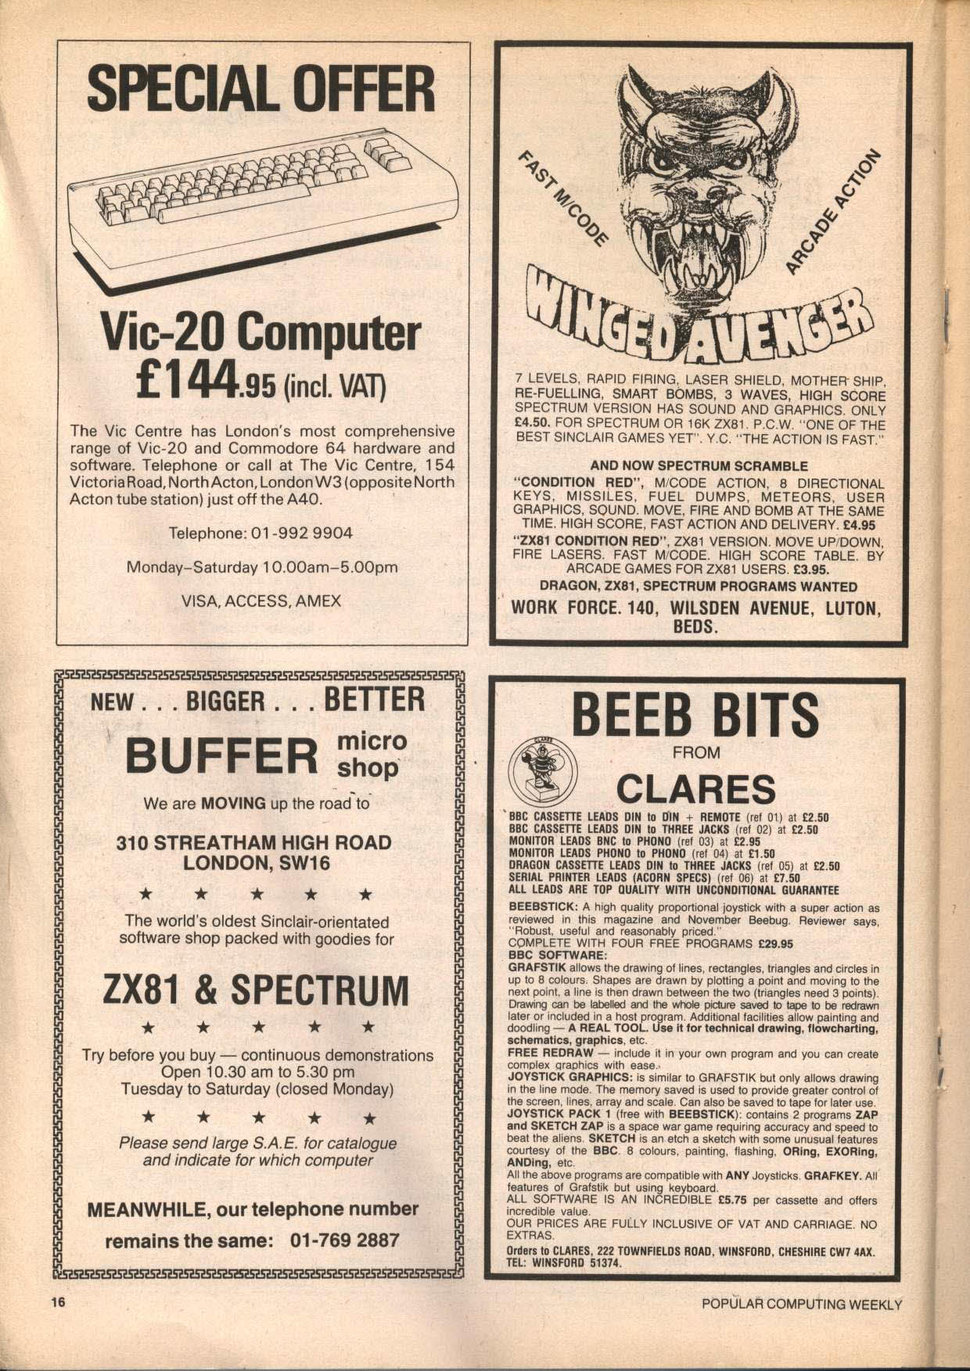 SPECIAL OFFER
Vic-20 Computer
£144.95 (incl. VAT)
The Vic Centre has London's most comprehensive
range of Vic-20 and Commodore 64 hardware and
software. Telephone or call at The Vic Centre, 154
Victoria Road, North Acton, London W3 (opposite North
Acton tube station) just off the A40.
Telephone: 01-992 9904
Monday–Saturday 10.00am–5.00pm
VISA, ACCESS, AMEX
FAST M/CODE
ARCADE ACTION
WINGED AVENGER
7 LEVELS, RAPID FIRING, LASER SHIELD, MOTHER SHIP,
RE-FUELLING, SMART BOMBS, 3 WAVES, HIGH SCORE
SPECTRUM VERSION HAS SOUND AND GRAPHICS. ONLY
£4.50. FOR SPECTRUM OR 16K ZX81. P.C.W. "ONE OF THE
BEST SINCLAIR GAMES YET". Y.C. "THE ACTION IS FAST."
AND NOW SPECTRUM SCRAMBLE
"CONDITION RED", M/CODE ACTION, 8 DIRECTIONAL
KEYS, MISSILES, FUEL DUMPS, METEORS, USER
GRAPHICS, SOUND. MOVE, FIRE AND BOMB AT THE SAME
TIME. HIGH SCORE, FAST ACTION AND DELIVERY. £4.95
"ZX81 CONDITION RED", ZX81 VERSION. MOVE UP/DOWN,
FIRE LASERS. FAST M/CODE. HIGH SCORE TABLE. BY
ARCADE GAMES FOR ZX81 USERS. £3.95.
DRAGON, ZX81, SPECTRUM PROGRAMS WANTED
WORK FORCE. 140, WILSDEN AVENUE, LUTON,
BEDS.
NEW . . . BIGGER . . . BETTER
BUFFER micro
shop
We are MOVING up the road to
310 STREATHAM HIGH ROAD
LONDON, SW16
★ ★ ★ ★ ★
The world's oldest Sinclair-orientated
software shop packed with goodies for
ZX81 & SPECTRUM
★ ★ ★ ★ ★
Try before you buy — continuous demonstrations
Open 10.30 am to 5.30 pm
Tuesday to Saturday (closed Monday)
★ ★ ★ ★ ★
Please send large S.A.E. for catalogue
and indicate for which computer
MEANWHILE, our telephone number
remains the same: 01-769 2887
BEEB BITS
FROM
CLARES
CLARES
BBC CASSETTE LEADS DIN to DIN + REMOTE (ref 01) at £2.50
BBC CASSETTE LEADS DIN to THREE JACKS (ref 02) at £2.50
MONITOR LEADS BNC to PHONO (ref 03) at £2.95
MONITOR LEADS PHONO to PHONO (ref 04) at £1.50
DRAGON CASSETTE LEADS DIN to THREE JACKS (ref 05) at £2.50
SERIAL PRINTER LEADS (ACORN SPECS) (ref 06) at £7.50
ALL LEADS ARE TOP QUALITY WITH UNCONDITIONAL GUARANTEE
BEEBSTICK: A high quality proportional joystick with a super action as
reviewed in this magazine and November Beebug. Reviewer says,
"Robust, useful and reasonably priced."
COMPLETE WITH FOUR FREE PROGRAMS £29.95
BBC SOFTWARE:
GRAFSTIK allows the drawing of lines, rectangles, triangles and circles in
up to 8 colours. Shapes are drawn by plotting a point and moving to the
next point, a line is then drawn between the two (triangles need 3 points).
Drawing can be labelled and the whole picture saved to tape to be redrawn
later or included in a host program. Additional facilities allow painting and
doodling — A REAL TOOL. Use it for technical drawing, flowcharting,
schematics, graphics, etc.
FREE REDRAW — include it in your own program and you can create
complex graphics with ease.
JOYSTICK GRAPHICS: is similar to GRAFSTIK but only allows drawing
in the line mode. The memory saved is used to provide greater control of
the screen, lines, array and scale. Can also be saved to tape for later use.
JOYSTICK PACK 1 (free with BEEBSTICK): contains 2 programs ZAP
and SKETCH ZAP is a space war game requiring accuracy and speed to
beat the aliens. SKETCH is an etch a sketch with some unusual features
courtesy of the BBC. 8 colours, painting, flashing, ORing, EXORing,
ANDing, etc.
All the above programs are compatible with ANY Joysticks. GRAFKEY. All
features of Grafstik but using keyboard.
ALL SOFTWARE IS AN INCREDIBLE £5.75 per cassette and offers
incredible value.
OUR PRICES ARE FULLY INCLUSIVE OF VAT AND CARRIAGE. NO
EXTRAS.
Orders to CLARES, 222 TOWNFIELDS ROAD, WINSFORD, CHESHIRE CW7 4AX.
TEL: WINSFORD 51374.
16
POPULAR COMPUTING WEEKLY